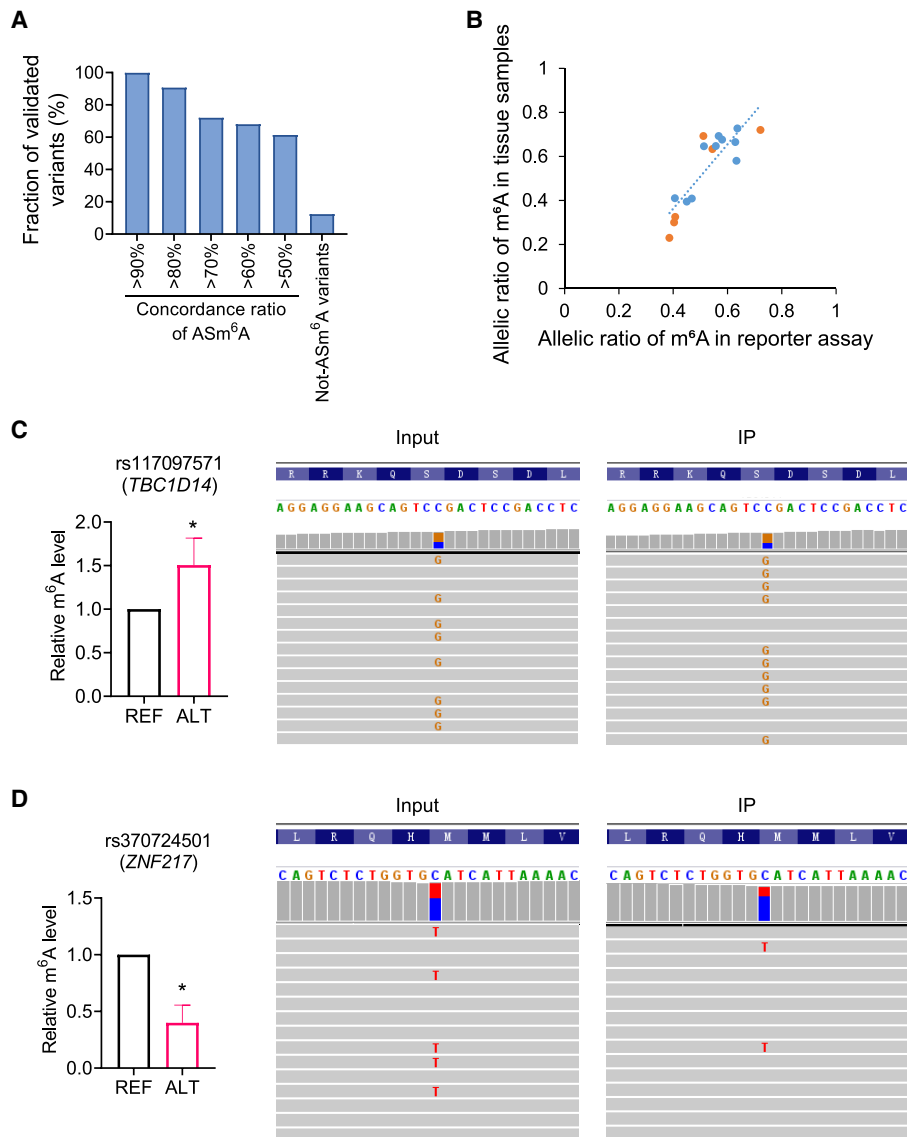 A
Fraction of validated
variants (%)
100
80
60
40
20
0
>90%
>80%
>70%
>60%
>50%
Not-ASm⁶A variants
Concordance ratio
of ASm⁶A
B
Allelic ratio of m⁶A in tissue samples
1
0.8
0.6
0.4
0.2
0
0
0.2
0.4
0.6
0.8
1
Allelic ratio of m⁶A in reporter assay
C
rs117097571
(TBC1D14)
Relative m⁶A level
2.0
1.5
1.0
0.5
0.0
*
REF ALT
Input
R R K Q S D S D L
AGGAGGAAGCAGTCCGACTCCGACCTC
G
G
G
G
G
G
G
G
IP
R R K Q S D S D L
AGGAGGAAGCAGTCCGACTCCGACCTC
G
G
G
G
G
G
G
G
G
G
D
rs370724501
(ZNF217)
Relative m⁶A level
1.5
1.0
0.5
0.0
*
REF ALT
Input
L R Q H M M L V
CAGTCTCTGGTGCATCATTAAAAC
T
T
T
T
T
IP
L R Q H M M L V
CAGTCTCTGGTGCATCATTAAAAC
T
T